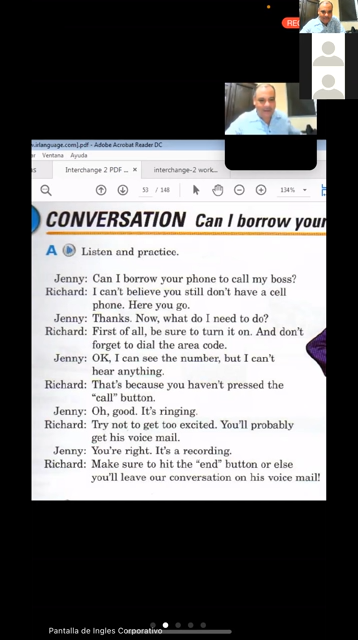 REC
.irlanguage.com].pdf - Adobe Acrobat Reader DC
Ventana Ayuda
Interchange 2 PDF ... ×
interchange-2 work...
53 / 148
134%
CONVERSATION Can I borrow your
A Listen and practice.
Jenny: Can I borrow your phone to call my boss?
Richard: I can't believe you still don't have a cell
phone. Here you go.
Jenny: Thanks. Now, what do I need to do?
Richard: First of all, be sure to turn it on. And don't
forget to dial the area code.
Jenny: OK, I can see the number, but I can't
hear anything.
Richard: That's because you haven't pressed the
"call" button.
Jenny: Oh, good. It's ringing.
Richard: Try not to get too excited. You'll probably
get his voice mail.
Jenny: You're right. It's a recording.
Richard: Make sure to hit the "end" button or else
you'll leave our conversation on his voice mail!
Pantalla de Ingles Corporativo